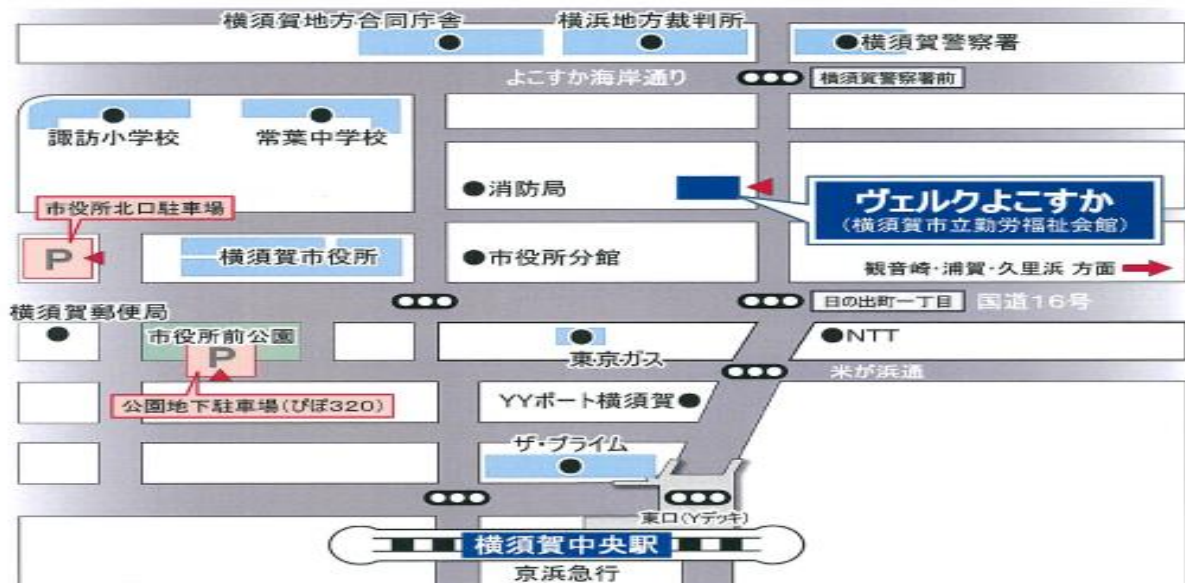 横須賀地方合同庁舎
横浜地方裁判所
横須賀警察署
よこすか海岸通り
横須賀警察署前
諏訪小学校
常葉中学校
消防局
ヴェルクよこすか
(横須賀市立勤労福祉会館)
市役所北口駐車場
P
横須賀市役所
市役所分館
観音崎・浦賀・久里浜 方面
日の出町一丁目
国道16号
横須賀郵便局
市役所前公園
P
東京ガス
NTT
米が浜通
公園地下駐車場(ぴぽ320)
YYポート横須賀
ザ・プライム
東口(Yデッキ)
横須賀中央駅
京浜急行